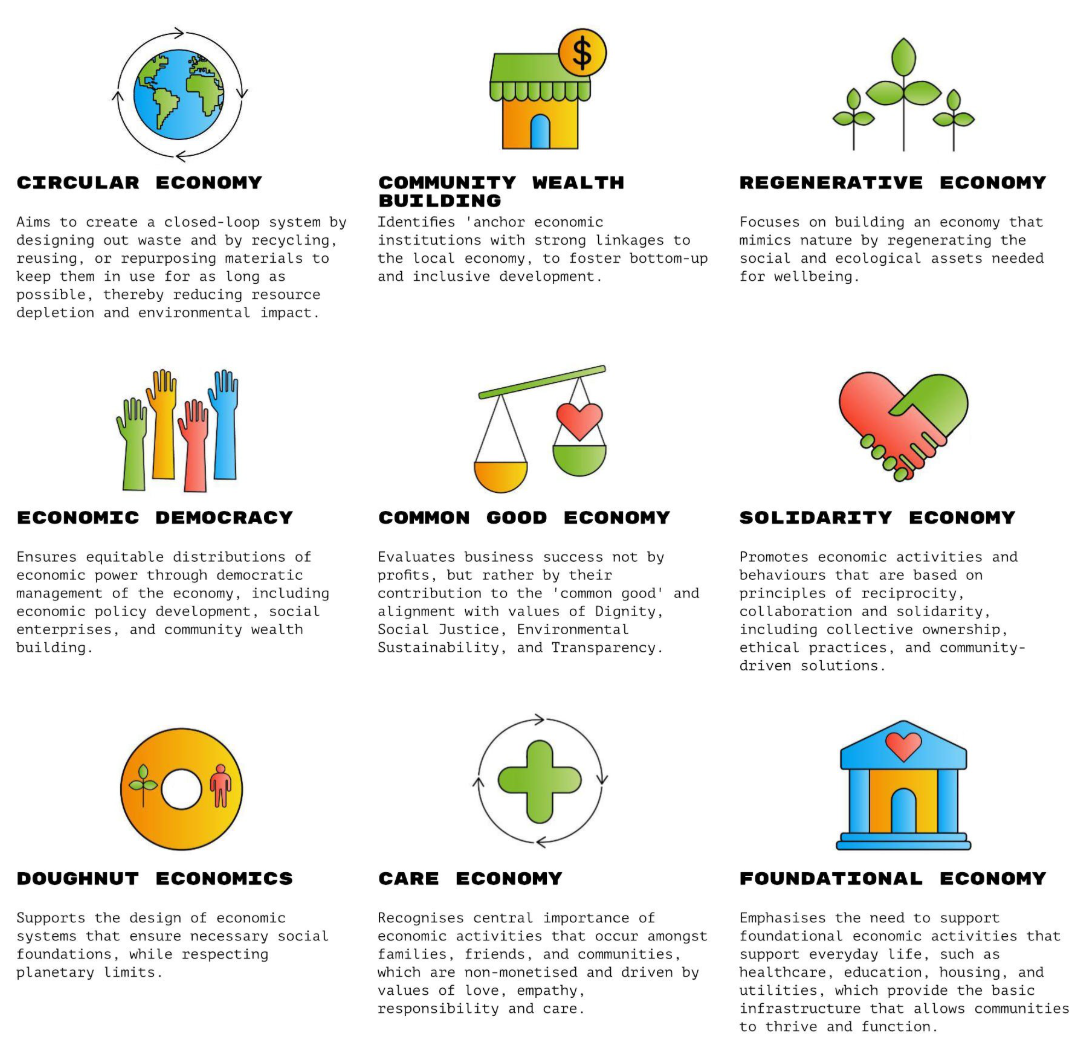 $
CIRCULAR ECONOMY
Aims to create a closed-loop system by
designing out waste and by recycling,
reusing, or repurposing materials to
keep them in use for as long as
possible, thereby reducing resource
depletion and environmental impact.
COMMUNITY WEALTH
BUILDING
Identifies 'anchor economic
institutions with strong linkages to
the local economy, to foster bottom-up
and inclusive development.
REGENERATIVE ECONOMY
Focuses on building an economy that
mimics nature by regenerating the
social and ecological assets needed
for wellbeing.
ECONOMIC DEMOCRACY
Ensures equitable distributions of
economic power through democratic
management of the economy, including
economic policy development, social
enterprises, and community wealth
building.
COMMON GOOD ECONOMY
Evaluates business success not by
profits, but rather by their
contribution to the 'common good' and
alignment with values of Dignity,
Social Justice, Environmental
Sustainability, and Transparency.
SOLIDARITY ECONOMY
Promotes economic activities and
behaviours that are based on
principles of reciprocity,
collaboration and solidarity,
including collective ownership,
ethical practices, and community-
driven solutions.
DOUGHNUT ECONOMICS
Supports the design of economic
systems that ensure necessary social
foundations, while respecting
planetary limits.
CARE ECONOMY
Recognises central importance of
economic activities that occur amongst
families, friends, and communities,
which are non-monetised and driven by
values of love, empathy,
responsibility and care.
FOUNDATIONAL ECONOMY
Emphasises the need to support
foundational economic activities that
support everyday life, such as
healthcare, education, housing, and
utilities, which provide the basic
infrastructure that allows communities
to thrive and function.